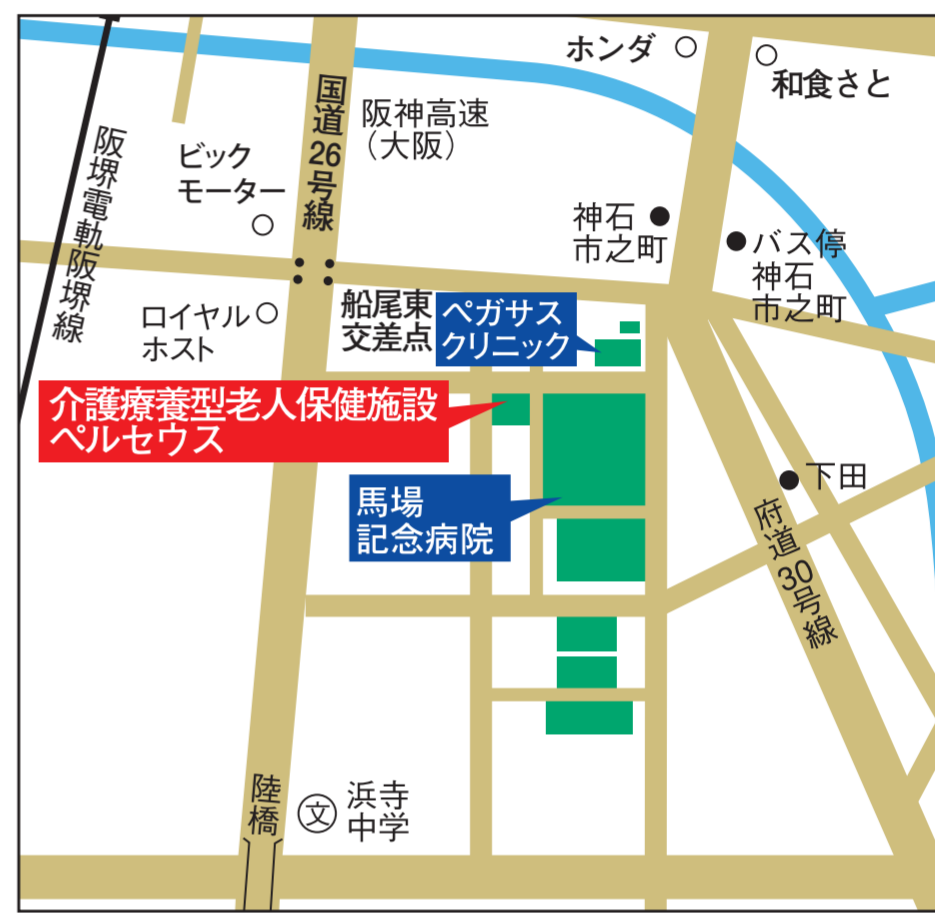 ホンダ
和食さと
国道26号線
阪神高速
（大阪）
阪堺電軌阪堺線
ビック
モーター
神石
市之町
バス停
神石
市之町
ロイヤル
ホスト
船尾東
交差点
ペガサス
クリニック
介護療養型老人保健施設
ペルセウス
馬場
記念病院
下田
府道30号線
陸橋
文
浜寺
中学